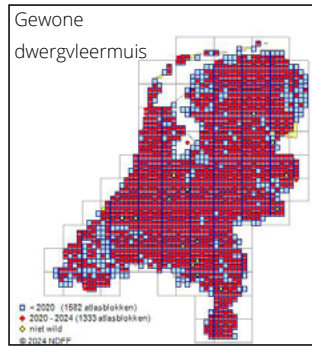 Gewone
dwergvleermuis
< 2020 (1582 atlasblokken)
2020 - 2024 (1333 atlasblokken)
niet wild
© 2024 NDFF